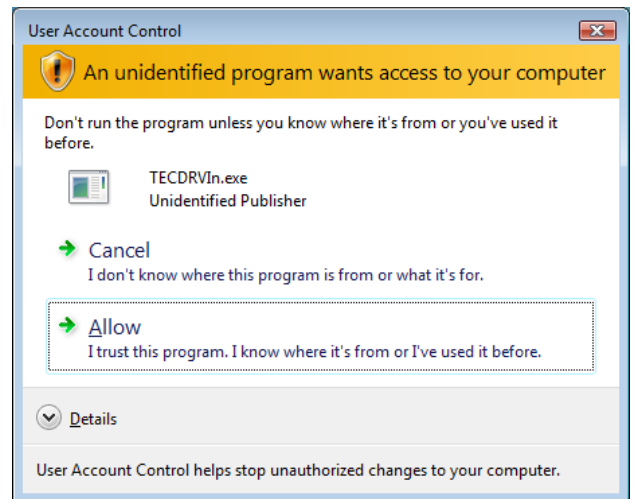 User Account Control
An unidentified program wants access to your computer
Don't run the program unless you know where it's from or you've used it
before.
TECDRVIn.exe
Unidentified Publisher
Cancel
I don't know where this program is from or what it's for.
Allow
I trust this program. I know where it's from or I've used it before.
Details
User Account Control helps stop unauthorized changes to your computer.